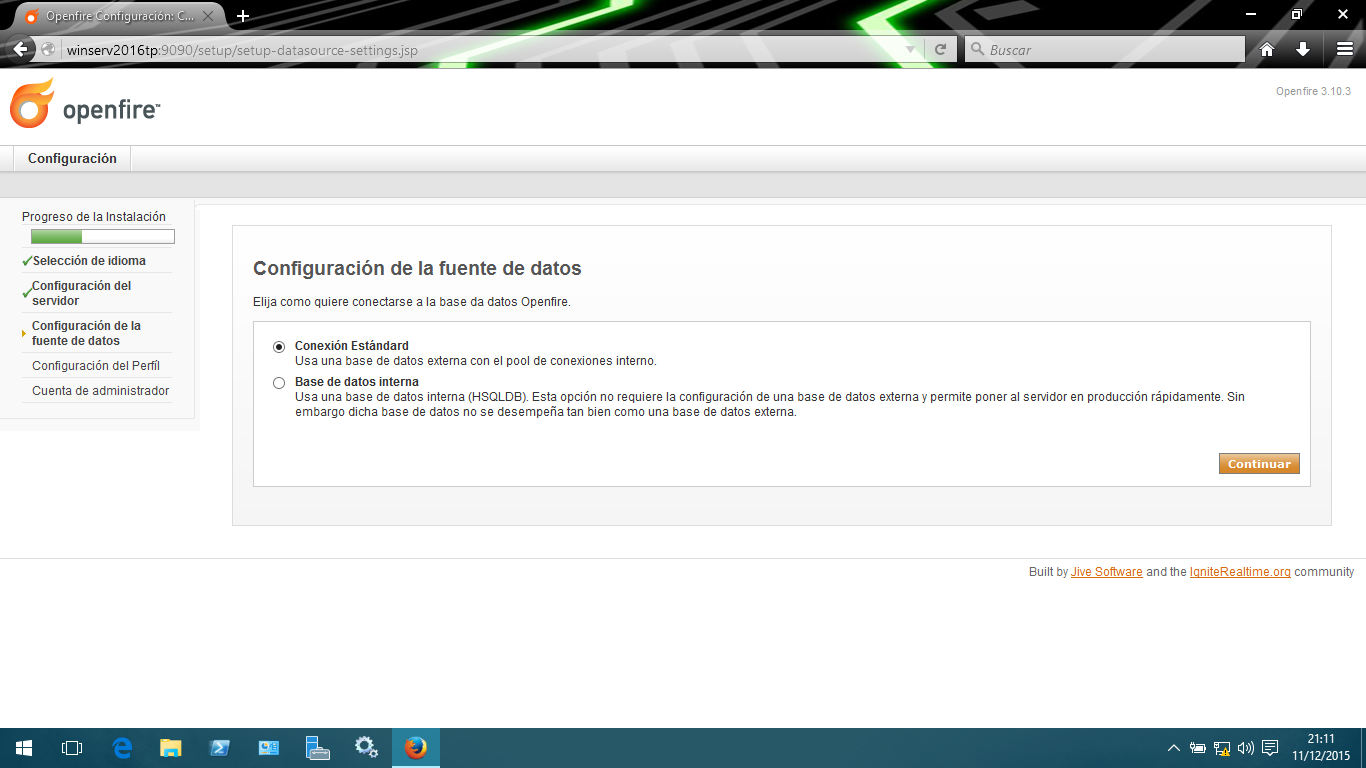 Openfire Configuración: C...
winserv2016tp:9090/setup/setup-datasource-settings.jsp
Buscar
openfire™
Openfire 3.10.3
Configuración
Progreso de la Instalación
Selección de idioma
Configuración del
servidor
Configuración de la
fuente de datos
Configuración del Perfíl
Cuenta de administrador
Configuración de la fuente de datos
Elija como quiere conectarse a la base da datos Openfire.
Conexión Estándard
Usa una base de datos externa con el pool de conexiones interno.
Base de datos interna
Usa una base de datos interna (HSQLDB). Esta opción no requiere la configuración de una base de datos externa y permite poner al servidor en producción rápidamente. Sin
embargo dicha base de datos no se desempeña tan bien como una base de datos externa.
Continuar
Built by Jive Software and the IgniteRealtime.org community
21:11
11/12/2015